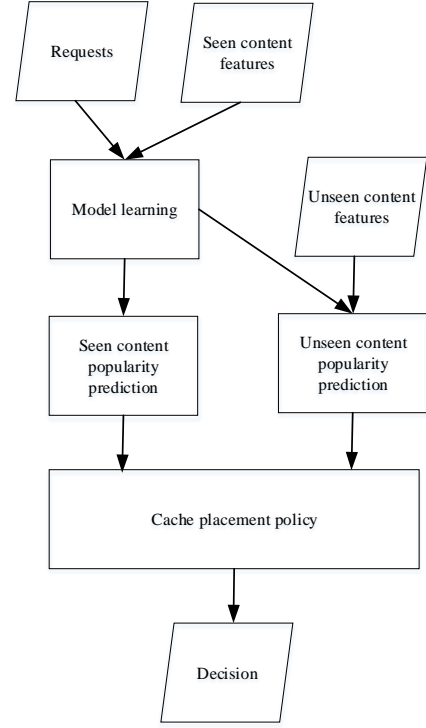 Requests
Seen content
features
Model learning
Unseen content
features
Seen content
popularity
prediction
Unseen content
popularity
prediction
Cache placement policy
Decision